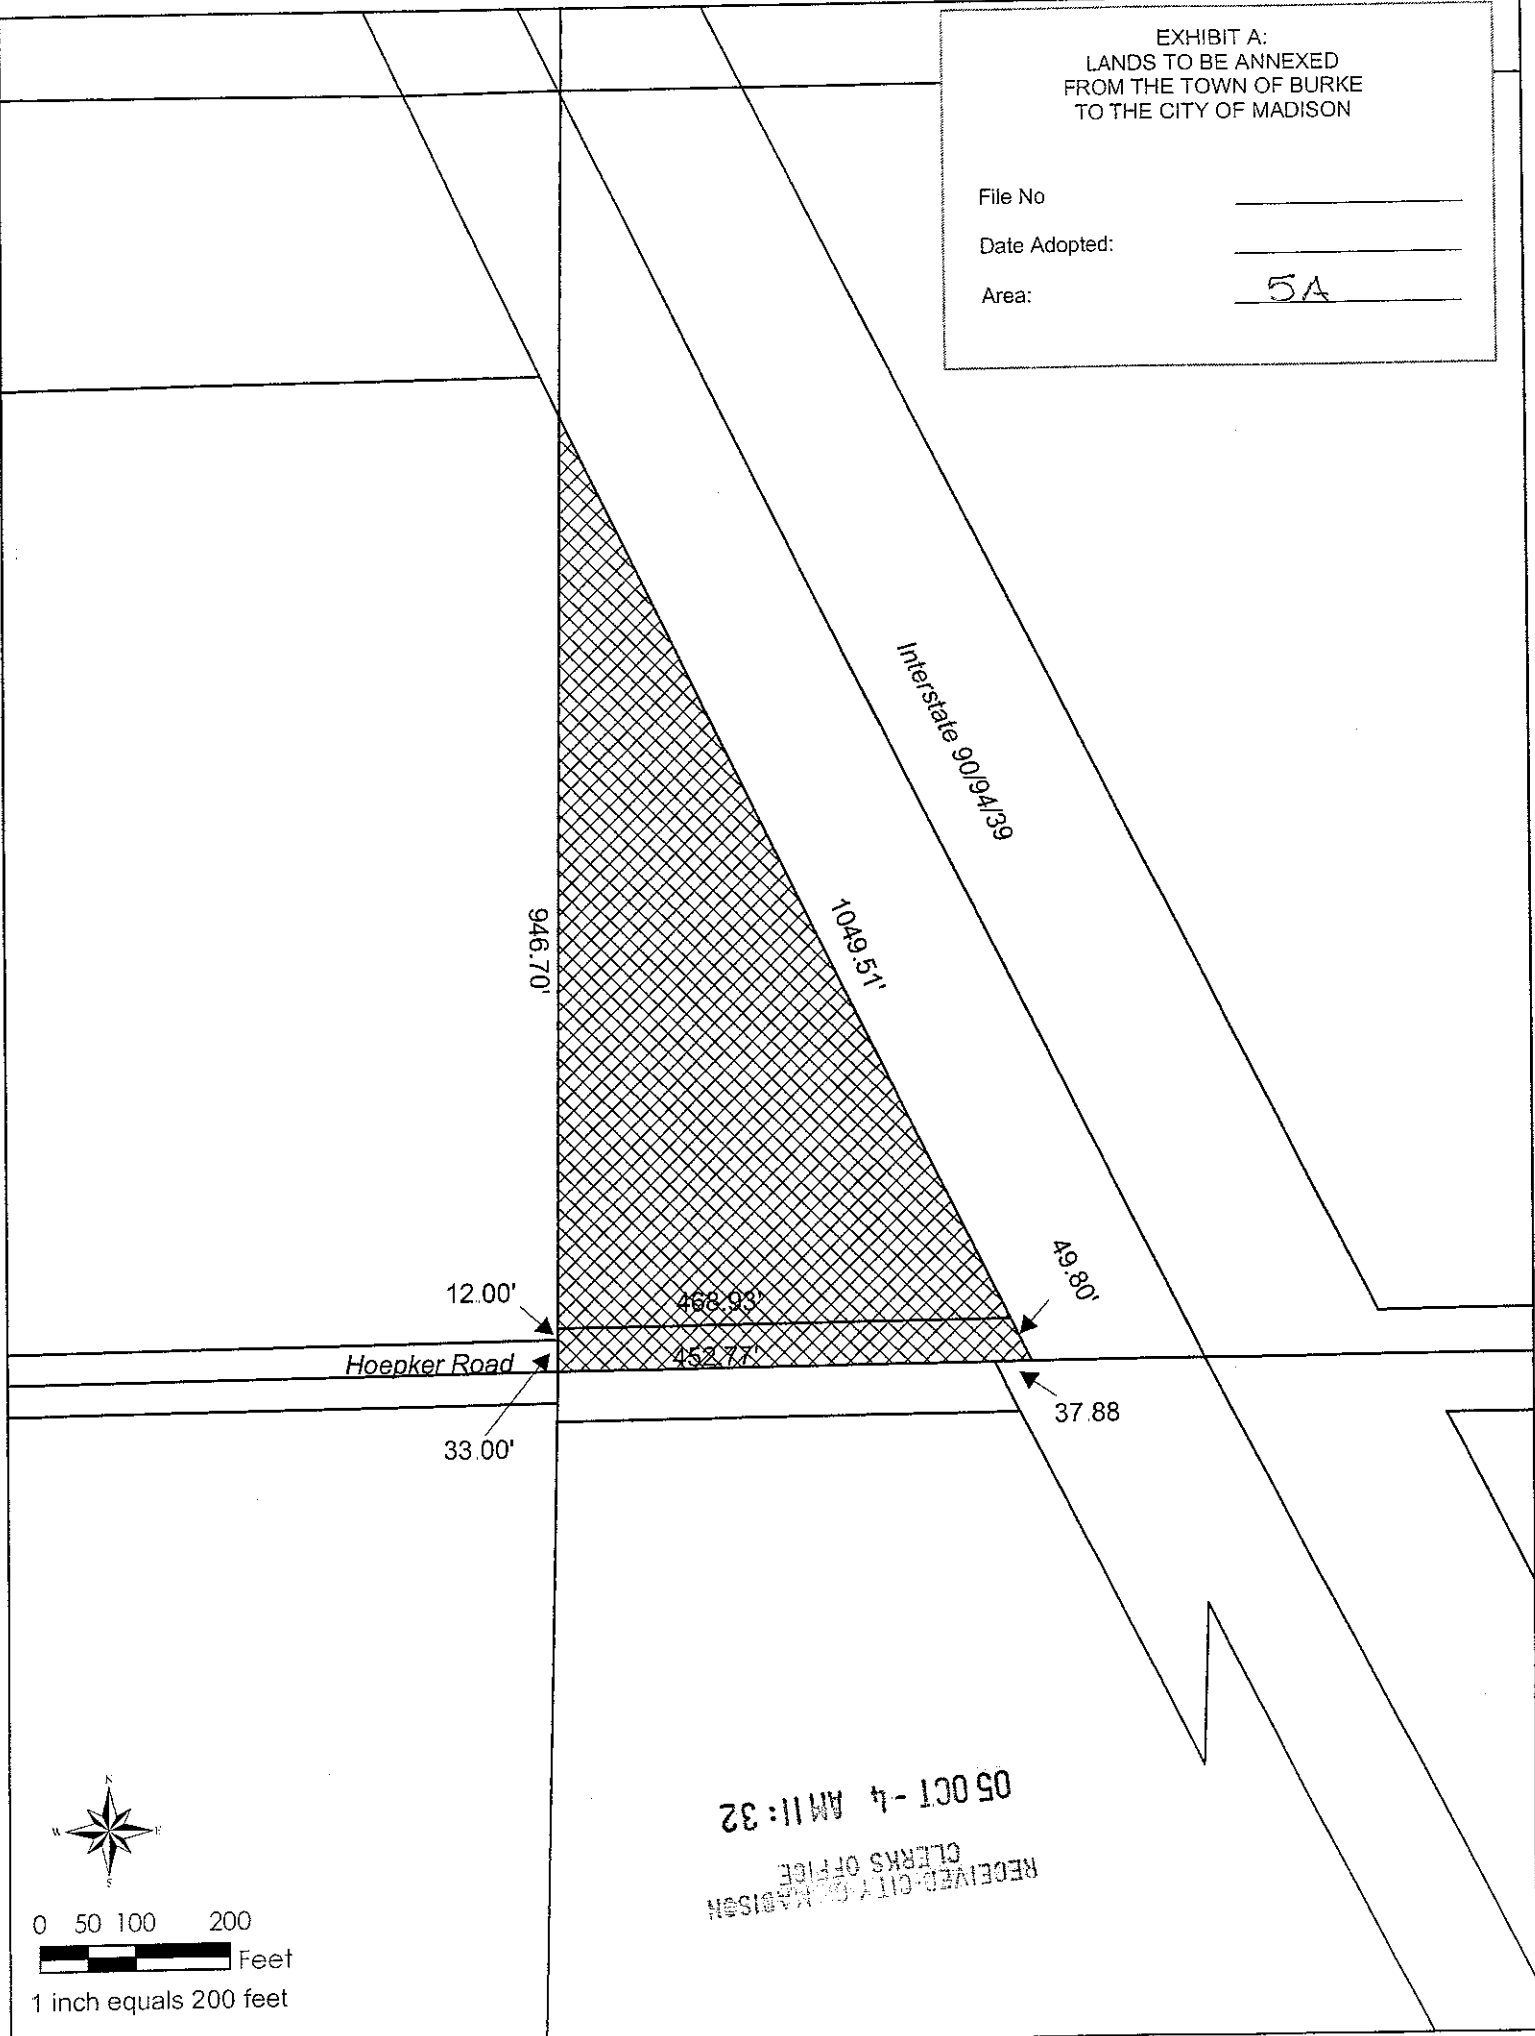 EXHIBIT A:
LANDS TO BE ANNEXED
FROM THE TOWN OF BURKE
TO THE CITY OF MADISON
File No
Date Adopted:
Area: 5A
Interstate 90/94/39
946.70'
1049.51'
49.80'
12.00'
468.93'
Hoepker Road
452.77'
37.88
33.00'
N
W E
S
05 OCT -4 AM 11:32
RECEIVED-CITY OF MADISON
CLERKS OFFICE
0 50 100 200
Feet
1 inch equals 200 feet